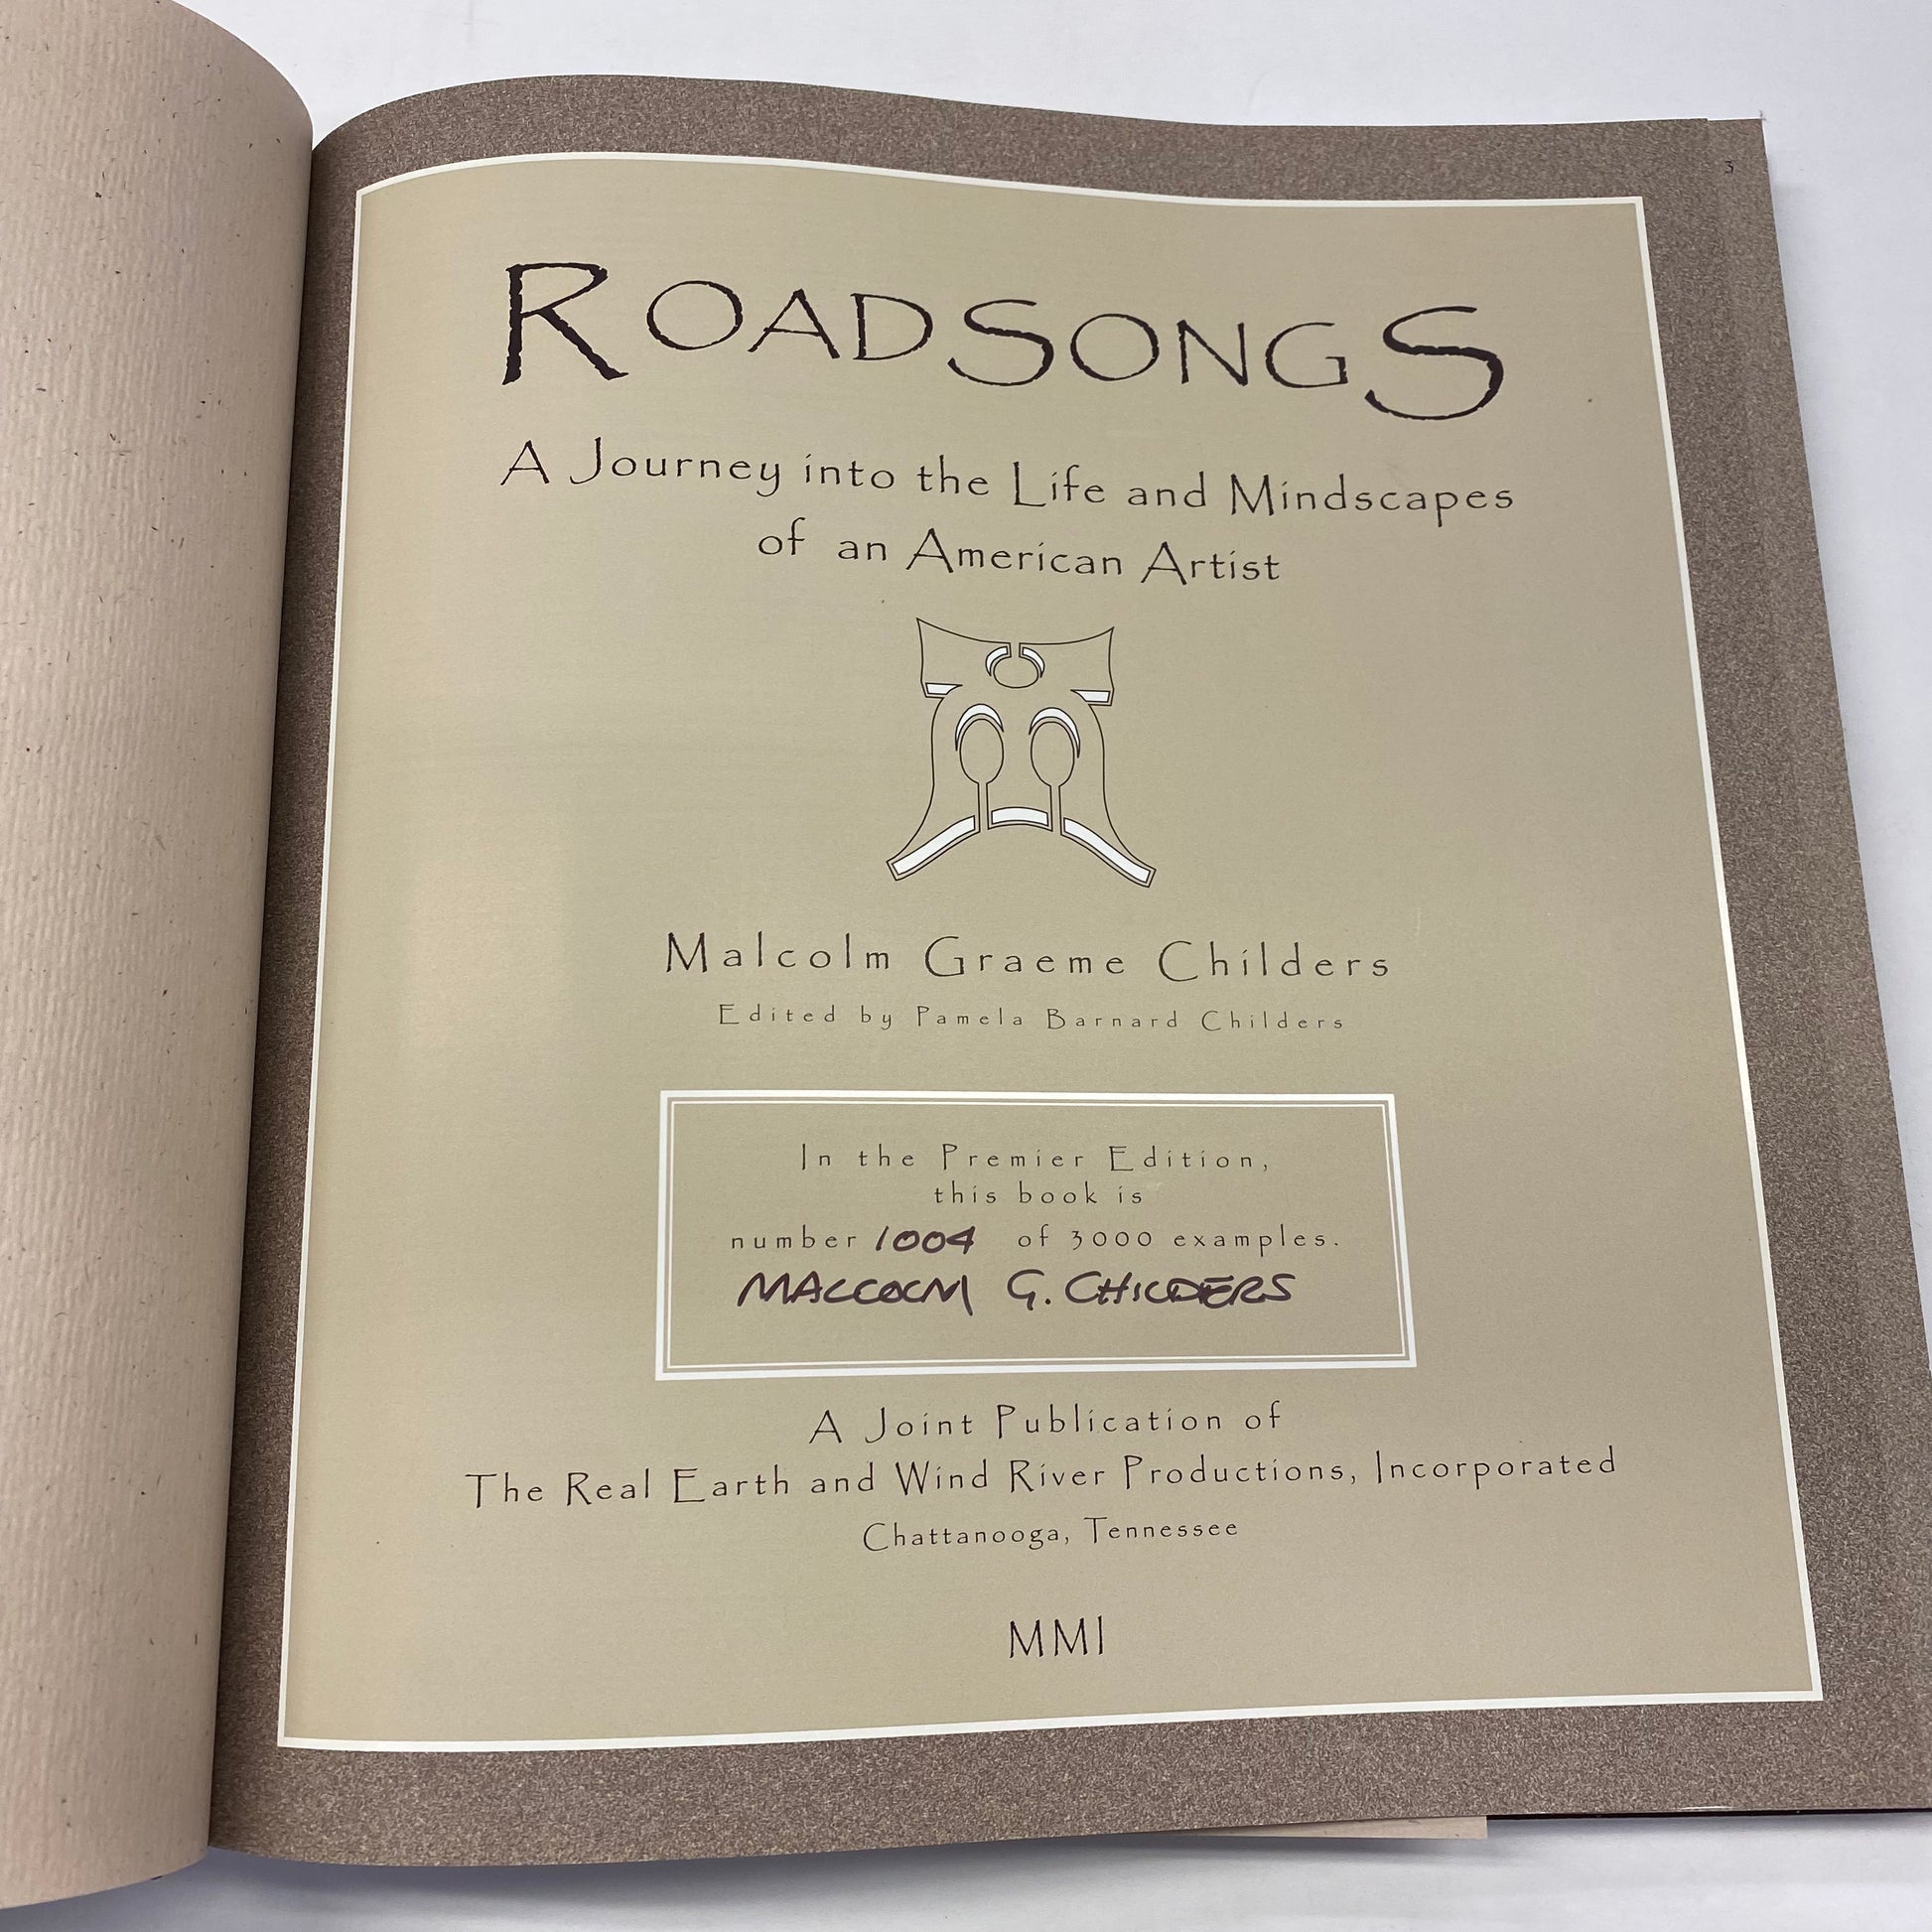 3
ROADSONGS
A Journey into the Life and Mindscapes
of an American Artist
Malcolm Graeme Childers
Edited by Pamela Barnard Childers
In the Premier Edition,
this book is
number 1004 of 3000 examples.
MALCOLM G. CHILDERS
A Joint Publication of
The Real Earth and Wind River Productions, Incorporated
Chattanooga, Tennessee
MMI